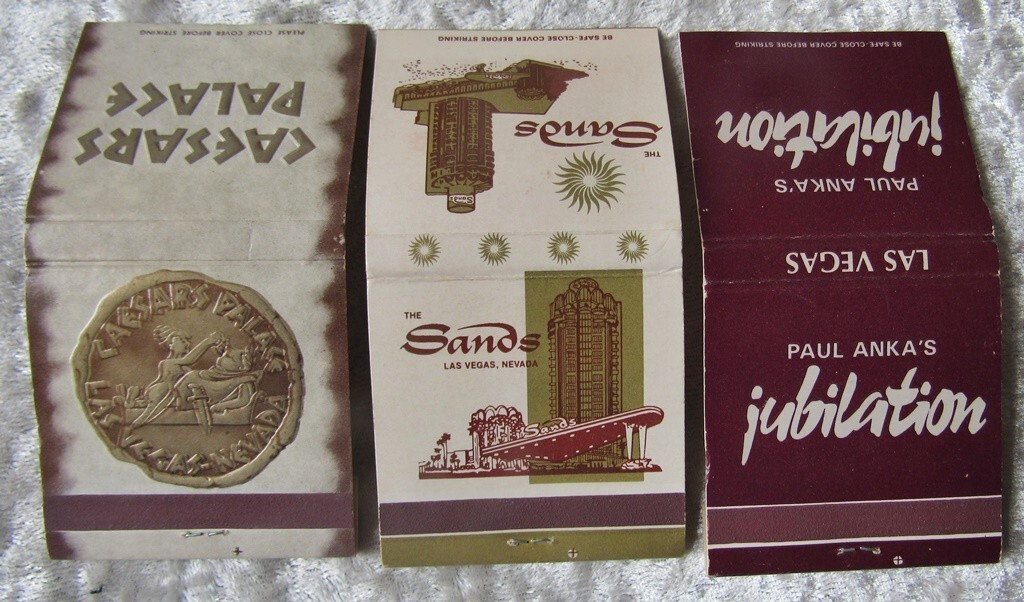 PLEASE CLOSE COVER BEFORE STRIKING
CAESARS
PALACE
CAESARS PALACE
LAS VEGAS-NEVADA
BE SAFE-CLOSE COVER BEFORE STRIKING
THE
Sands
Sands
THE
Sands
LAS VEGAS, NEVADA
Sands
BE SAFE-CLOSE COVER BEFORE STRIKING
PAUL ANKA'S
jubilation
LAS VEGAS
PAUL ANKA'S
jubilation